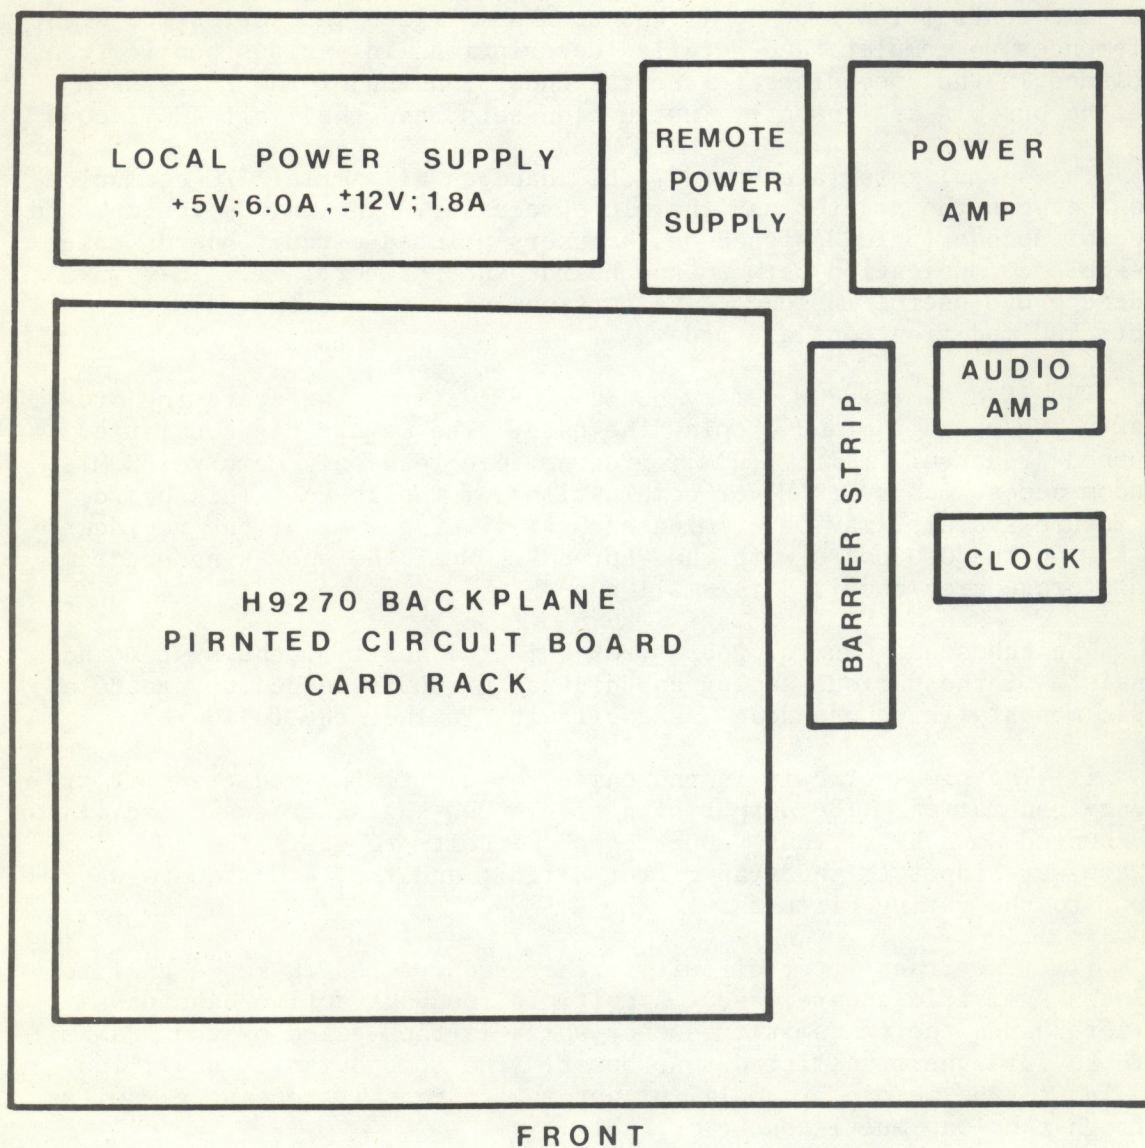 LOCAL POWER SUPPLY
+5V;6.0A,±12V;1.8A
REMOTE
POWER
SUPPLY
POWER
AMP
AUDIO
AMP
CLOCK
BARRIER STRIP
H9270 BACKPLANE
PIRNTED CIRCUIT BOARD
CARD RACK
FRONT